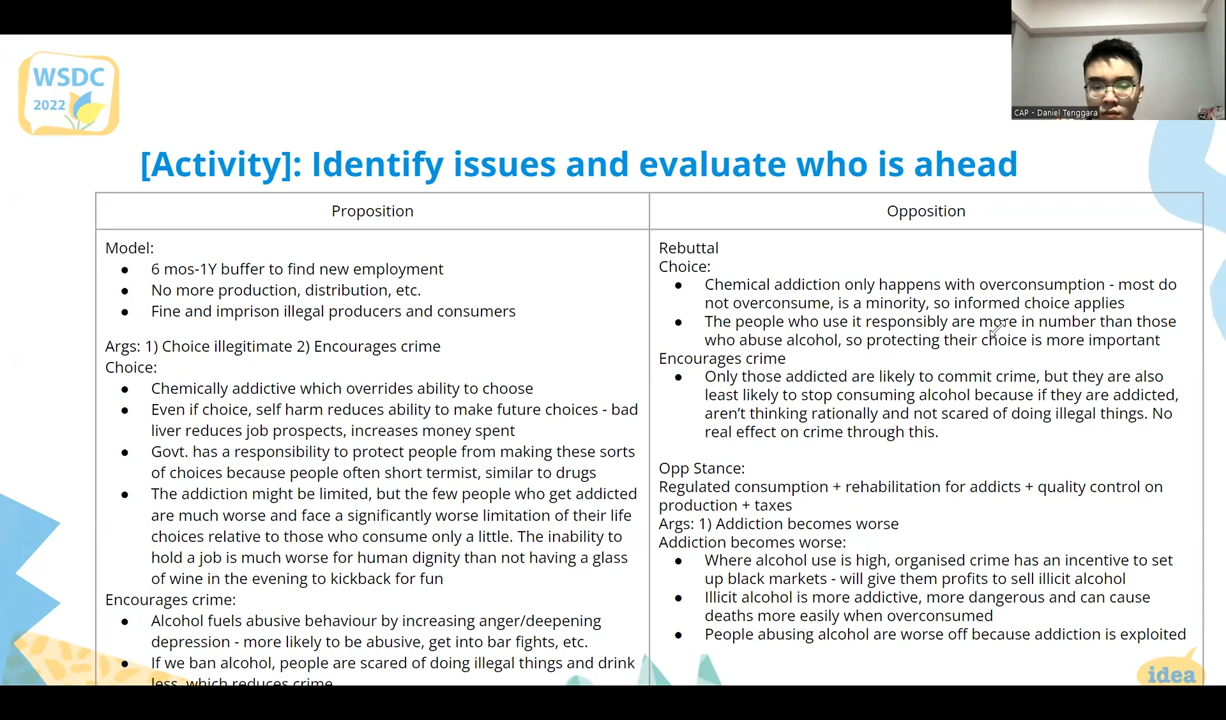 CAP - Daniel Tenggara
WSDC
2022
[Activity]: Identify issues and evaluate who is ahead
Proposition
Model:
● 6 mos-1Y buffer to find new employment
● No more production, distribution, etc.
● Fine and imprison illegal producers and consumers
Args: 1) Choice illegitimate 2) Encourages crime
Choice:
● Chemically addictive which overrides ability to choose
● Even if choice, self harm reduces ability to make future choices - bad
liver reduces job prospects, increases money spent
● Govt. has a responsibility to protect people from making these sorts
of choices because people often short termist, similar to drugs
● The addiction might be limited, but the few people who get addicted
are much worse and face a significantly worse limitation of their life
choices relative to those who consume only a little. The inability to
hold a job is much worse for human dignity than not having a glass
of wine in the evening to kickback for fun
Encourages crime:
● Alcohol fuels abusive behaviour by increasing anger/deepening
depression - more likely to be abusive, get into bar fights, etc.
● If we ban alcohol, people are scared of doing illegal things and drink
less, which reduces crime
Opposition
Rebuttal
Choice:
● Chemical addiction only happens with overconsumption - most do
not overconsume, is a minority, so informed choice applies
● The people who use it responsibly are more in number than those
who abuse alcohol, so protecting their choice is more important
Encourages crime
● Only those addicted are likely to commit crime, but they are also
least likely to stop consuming alcohol because if they are addicted,
aren't thinking rationally and not scared of doing illegal things. No
real effect on crime through this.
Opp Stance:
Regulated consumption + rehabilitation for addicts + quality control on
production + taxes
Args: 1) Addiction becomes worse
Addiction becomes worse:
● Where alcohol use is high, organised crime has an incentive to set
up black markets - will give them profits to sell illicit alcohol
● Illicit alcohol is more addictive, more dangerous and can cause
deaths more easily when overconsumed
● People abusing alcohol are worse off because addiction is exploited
idea